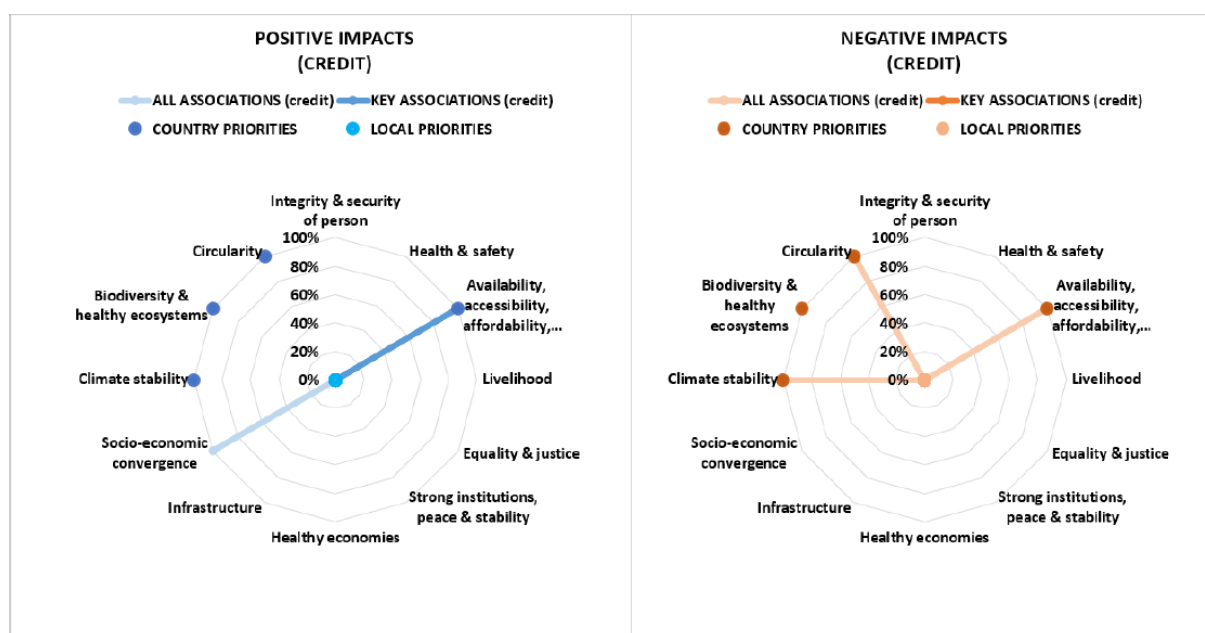 POSITIVE IMPACTS
(CREDIT)
ALL ASSOCIATIONS (credit) KEY ASSOCIATIONS (credit)
COUNTRY PRIORITIES LOCAL PRIORITIES
Integrity & security
of person
100%
80%
60%
40%
20%
0%
Health & safety
Availability,
accessibility,
affordability,...
Livelihood
Equality & justice
Strong institutions,
peace & stability
Healthy economies
Infrastructure
Socio-economic
convergence
Climate stability
Biodiversity &
healthy ecosystems
Circularity
NEGATIVE IMPACTS
(CREDIT)
ALL ASSOCIATIONS (credit) KEY ASSOCIATIONS (credit)
COUNTRY PRIORITIES LOCAL PRIORITIES
Integrity & security
of person
100%
80%
60%
40%
20%
0%
Health & safety
Availability,
accessibility,
affordability,...
Livelihood
Equality & justice
Strong institutions,
peace & stability
Healthy economies
Infrastructure
Socio-economic
convergence
Climate stability
Biodiversity &
healthy
ecosystems
Circularity